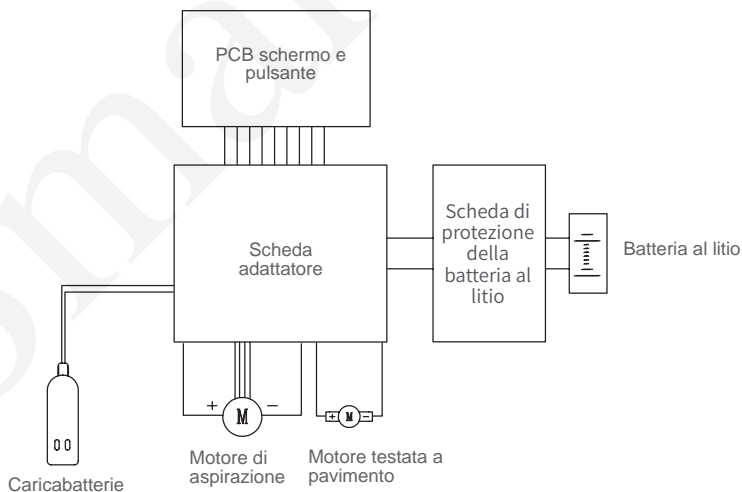 PCB schermo e
pulsante
Scheda
adattatore
Scheda di
protezione
della
batteria al
litio
Batteria al litio
+
M
−
+
M
−
Motore di
aspirazione
Motore testata a
pavimento
Caricabatterie